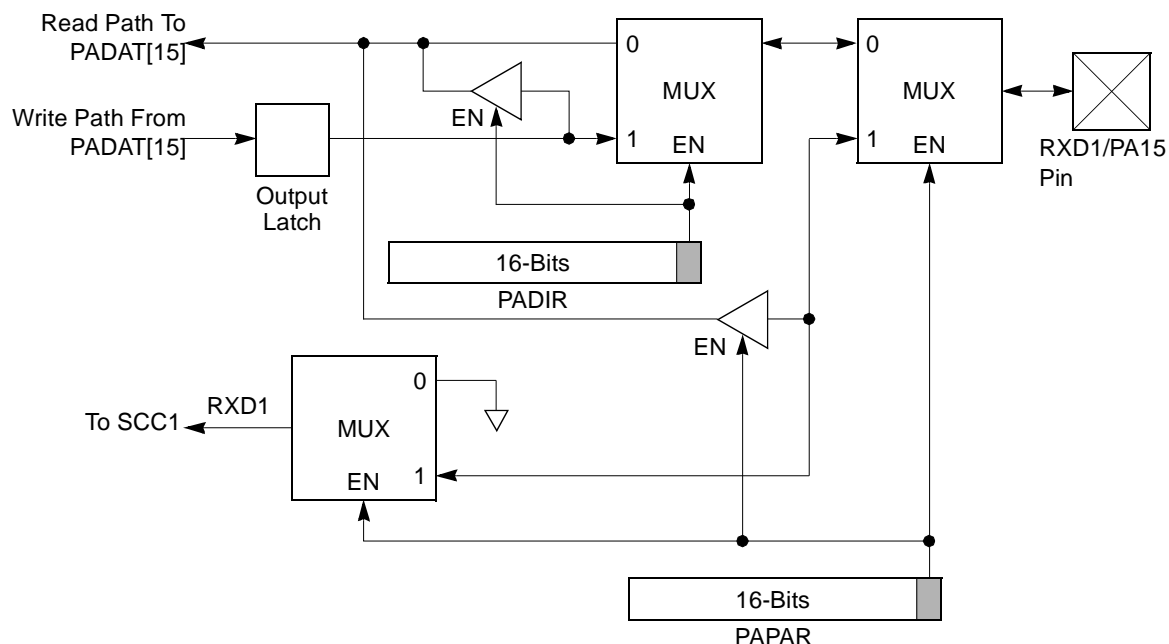 Read Path To
PADAT[15]
0
MUX
1
EN
0
MUX
1
EN
EN
Write Path From
PADAT[15]
Output
Latch
RXD1/PA15
Pin
16-Bits
PADIR
EN
To SCC1
RXD1
0
MUX
1
EN
16-Bits
PAPAR